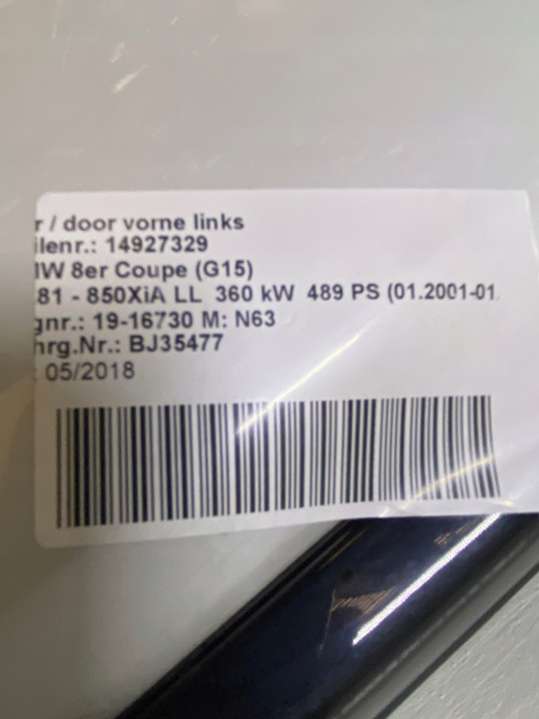 r / door vorne links
ilenr.: 14927329
IW 8er Coupe (G15)
81 - 850XiA LL 360 kW 489 PS (01.2001-01
gnr.: 19-16730 M: N63
hrg.Nr.: BJ35477
: 05/2018